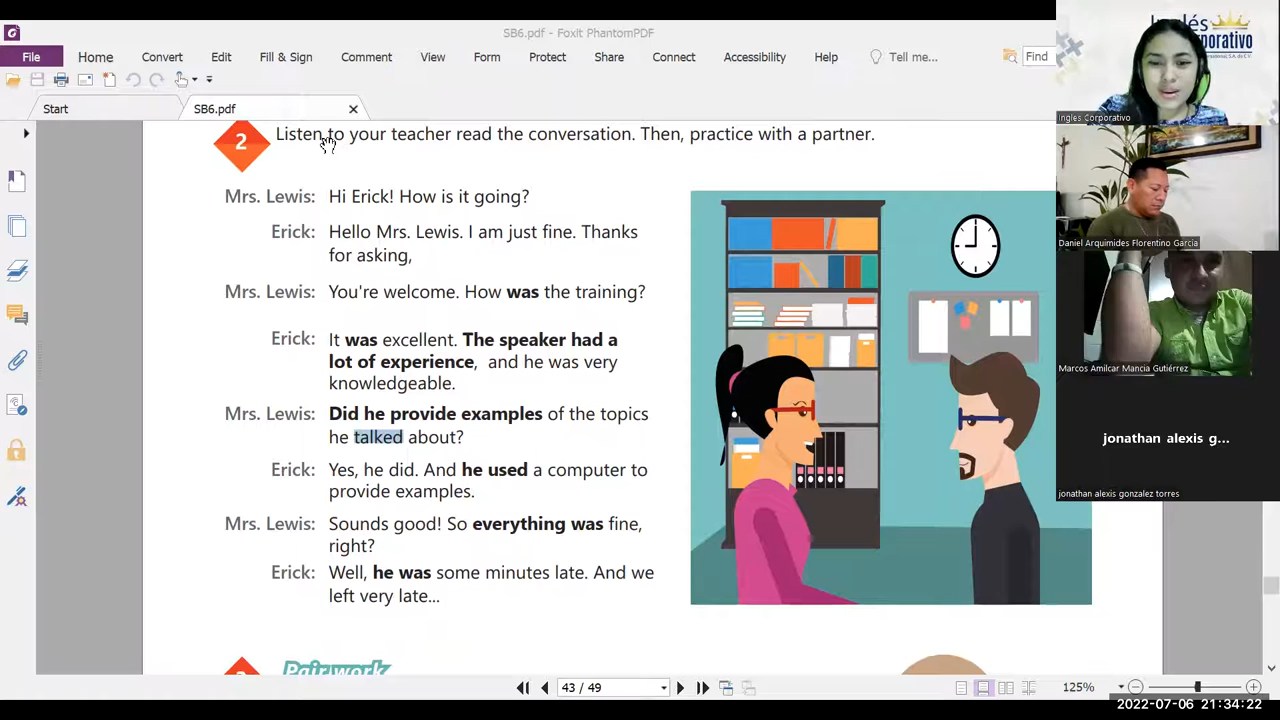 SB6.pdf - Foxit PhantomPDF
File Home Convert Edit Fill & Sign Comment View Form Protect Share Connect Accessibility Help Tell me... Find
Start SB6.pdf
2 Listen to your teacher read the conversation. Then, practice with a partner.
Mrs. Lewis: Hi Erick! How is it going?
Erick: Hello Mrs. Lewis. I am just fine. Thanks
for asking,
Mrs. Lewis: You're welcome. How was the training?
Erick: It was excellent. The speaker had a
lot of experience, and he was very
knowledgeable.
Mrs. Lewis: Did he provide examples of the topics
he talked about?
Erick: Yes, he did. And he used a computer to
provide examples.
Mrs. Lewis: Sounds good! So everything was fine,
right?
Erick: Well, he was some minutes late. And we
left very late...
Pair work
43 / 49
125%
Inglés
Ingles Corporativo
Daniel Arquimides Florentino Garcia
Marcos Amilcar Mancia Gutiérrez
jonathan alexis g...
jonathan alexis gonzalez torres
2022-07-06 21:34:22